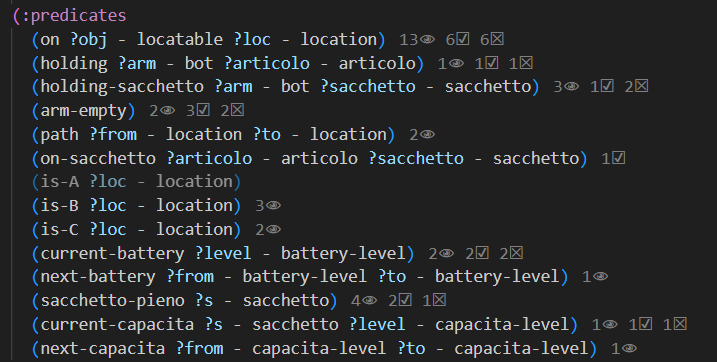 (:predicates
(on ?obj - locatable ?loc - location) 13👁 6☑ 6☒
(holding ?arm - bot ?articolo - articolo) 1👁 1☑ 1☒
(holding-sacchetto ?arm - bot ?sacchetto - sacchetto) 3👁 1☑ 2☒
(arm-empty) 2👁 3☑ 2☒
(path ?from - location ?to - location) 2👁
(on-sacchetto ?articolo - articolo ?sacchetto - sacchetto) 1☑
(is-A ?loc - location)
(is-B ?loc - location) 3👁
(is-C ?loc - location) 2👁
(current-battery ?level - battery-level) 2👁 2☑ 2☒
(next-battery ?from - battery-level ?to - battery-level) 1👁
(sacchetto-pieno ?s - sacchetto) 4👁 2☑ 1☒
(current-capacita ?s - sacchetto ?level - capacita-level) 1👁 1☑ 1☒
(next-capacita ?from - capacita-level ?to - capacita-level) 1👁